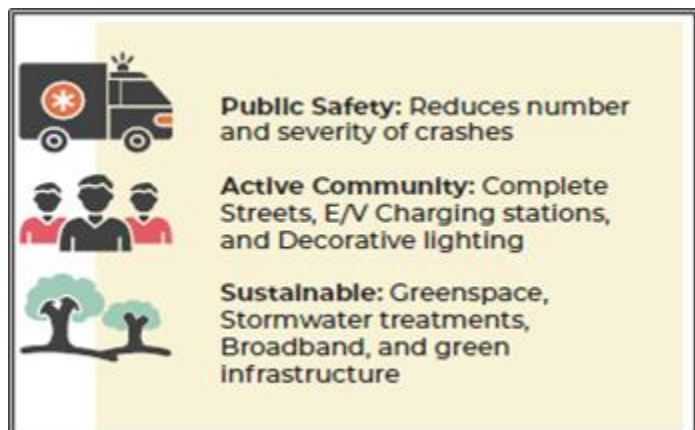 Public Safety: Reduces number
and severity of crashes
Active Community: Complete
Streets, E/V Charging stations,
and Decorative lighting
Sustainable: Greenspace,
Stormwater treatments,
Broadband, and green
infrastructure